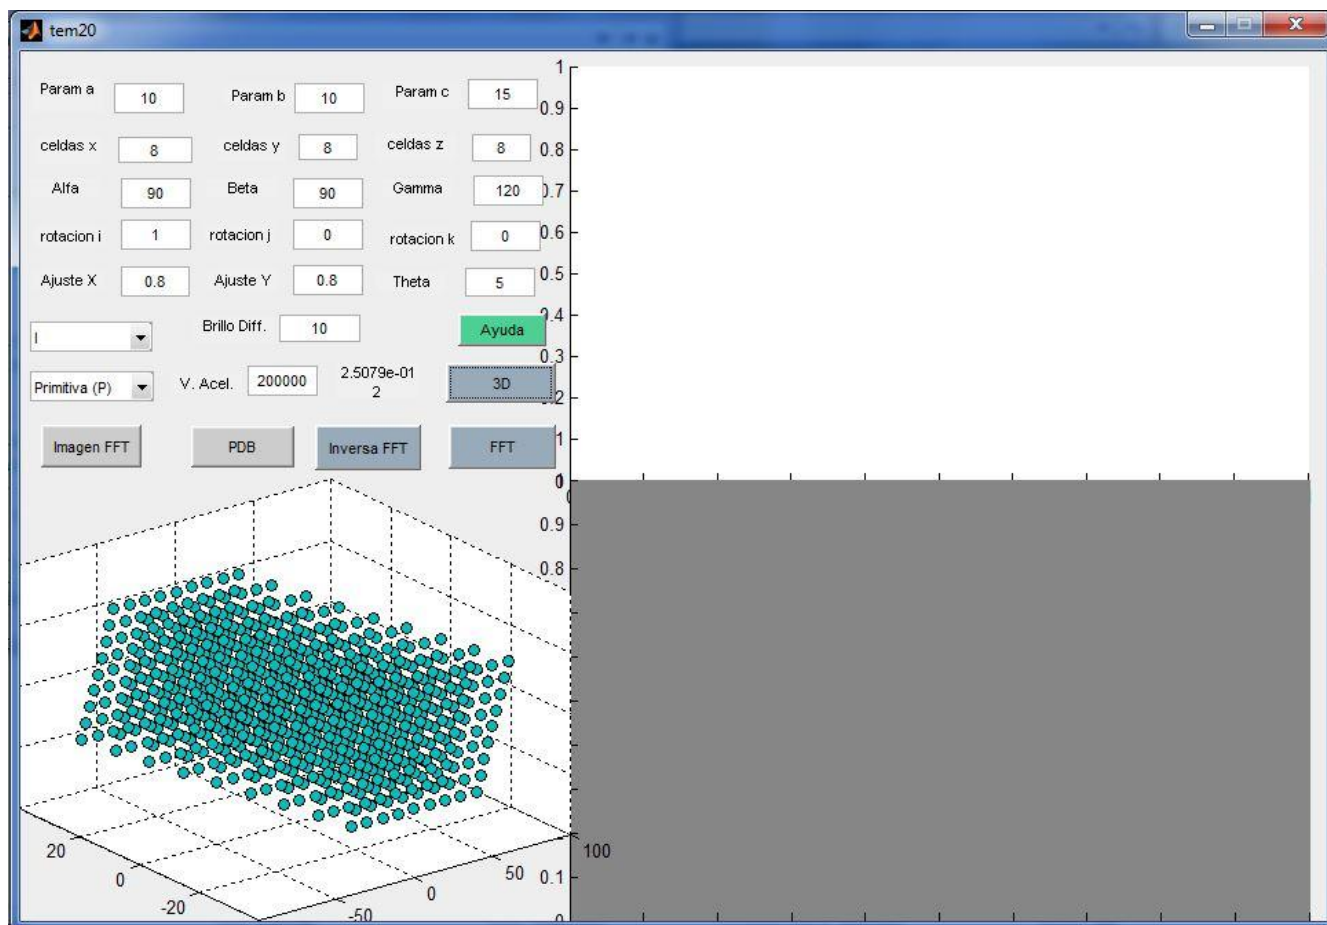 tem20
Param a 10 Param b 10 Param c 15
celdas x 8 celdas y 8 celdas z 8
Alfa 90 Beta 90 Gamma 120
rotacion i 1 rotacion j 0 rotacion k 0
Ajuste X 0.8 Ajuste Y 0.8 Theta 5
I Brillo Diff. 10 Ayuda
Primitiva (P) V. Acel. 200000 2.5079e-01
2 3D
Imagen FFT PDB Inversa FFT FFT
1
0.9
0.8
0.7
0.6
0.5
0.4
0.3
0.2
0.9
0.8
0.1
20
0
-20
-50
0
50
100